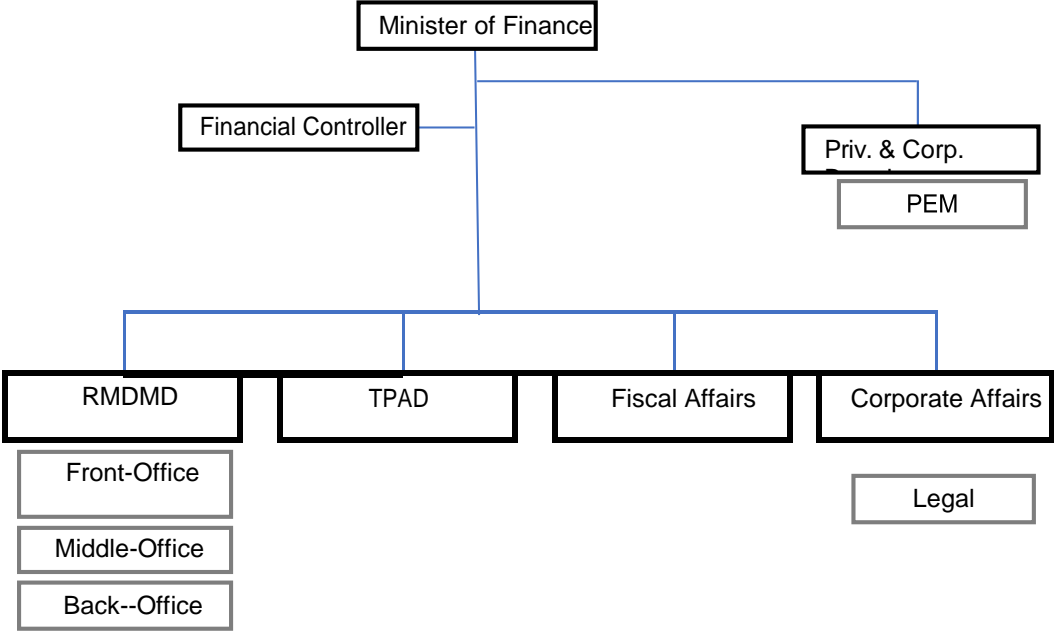 Minister of Finance
Financial Controller
Priv. & Corp.
PEM
RMDMD
TPAD
Fiscal Affairs
Corporate Affairs
Front-Office
Legal
Middle-Office
Back--Office